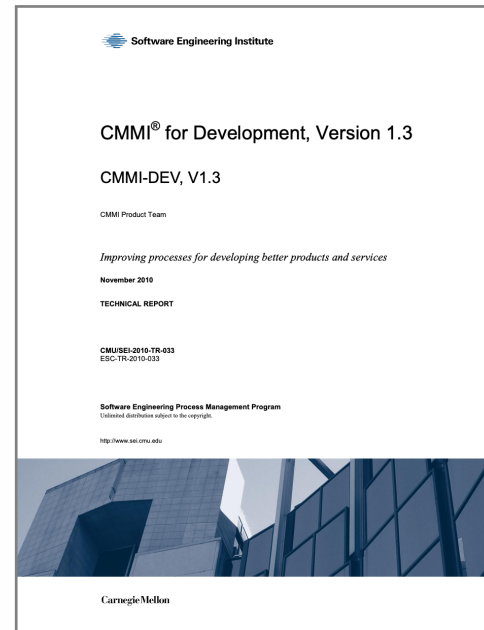 Software Engineering Institute
CMMI® for Development, Version 1.3
CMMI-DEV, V1.3
CMMI Product Team
Improving processes for developing better products and services
November 2010
TECHNICAL REPORT
CMU/SEI-2010-TR-033
ESC-TR-2010-033
Software Engineering Process Management Program
Unlimited distribution subject to the copyright.
http://www.sei.cmu.edu
CarnegieMellon